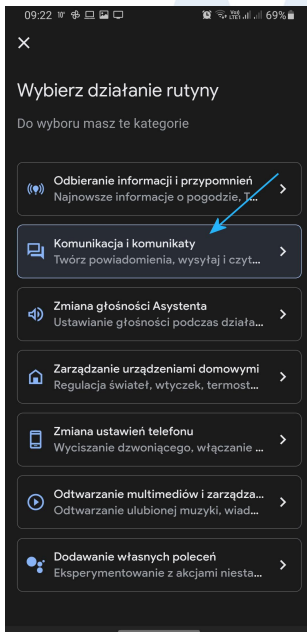 09:22 69%
Wybierz działanie rutyny
Do wyboru masz te kategorie
Odbieranie informacji i przypomnień
Najnowsze informacje o pogodzie, T...
Komunikacja i komunikaty
Twórz powiadomienia, wysyłaj i czyt...
Zmiana głośności Asystenta
Ustawianie głośności podczas działa...
Zarządzanie urządzeniami domowymi
Regulacja świateł, wtyczek, termost...
Zmiana ustawień telefonu
Wyciszanie dzwoniącego, włączanie ...
Odtwarzanie multimediów i zarządza...
Odtwarzanie ulubionej muzyki, wiad...
Dodawanie własnych poleceń
Eksperymentowanie z akcjami niesta...